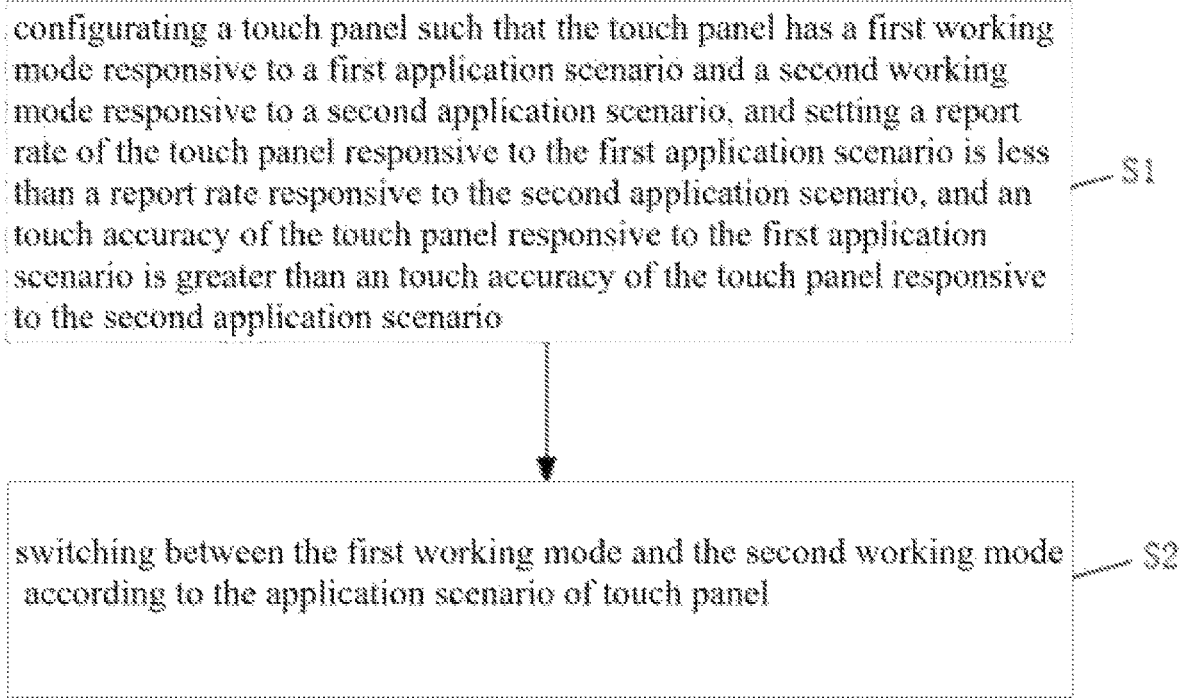 configurating a touch panel such that the touch panel has a first working
mode responsive to a first application scenario and a second working
mode responsive to a second application scenario, and setting a report
rate of the touch panel responsive to the first application scenario is less
than a report rate responsive to the second application scenario, and an
touch accuracy of the touch panel responsive to the first application
scenario is greater than an touch accuracy of the touch panel responsive
to the second application scenario
S1
switching between the first working mode and the second working mode
according to the application scenario of touch panel
S2